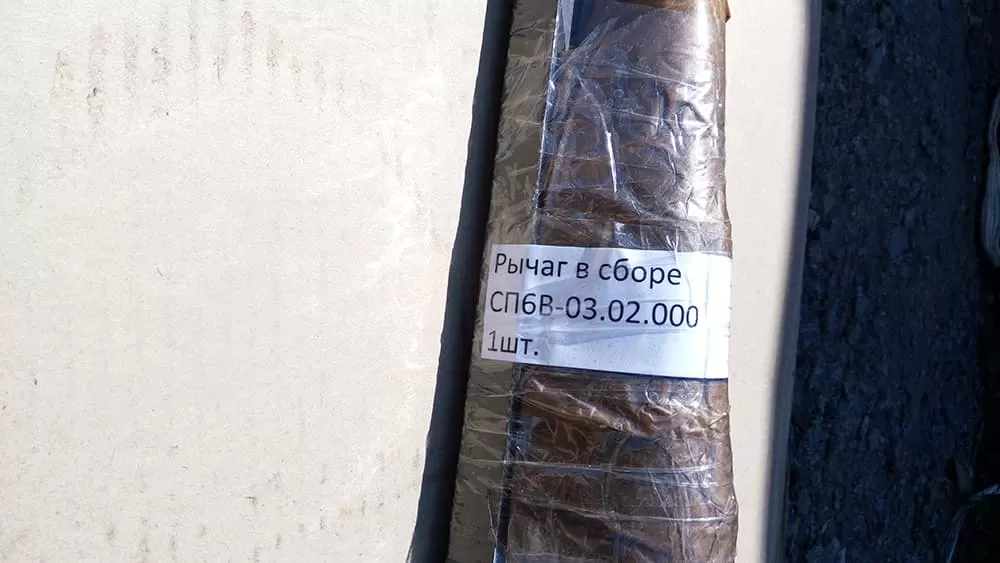 Рычаг в сборе
СП6В-03.02.000
1шт.